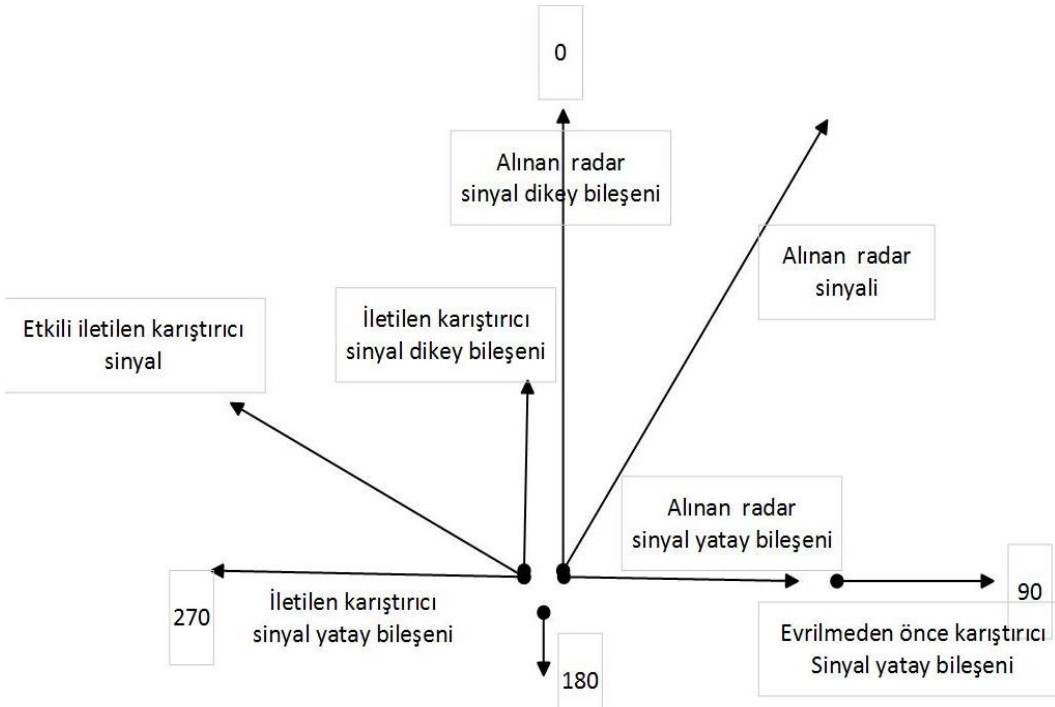 0
Alınan radar
sinyal dikey bileşeni
Alınan radar
sinyali
Etkili iletilen karıştırıcı
sinyal
İletilen karıştırıcı
sinyal dikey bileşeni
Alınan radar
sinyal yatay bileşeni
270
İletilen karıştırıcı
sinyal yatay bileşeni
90
Evrilmeden önce karıştırıcı
Sinyal yatay bileşeni
180